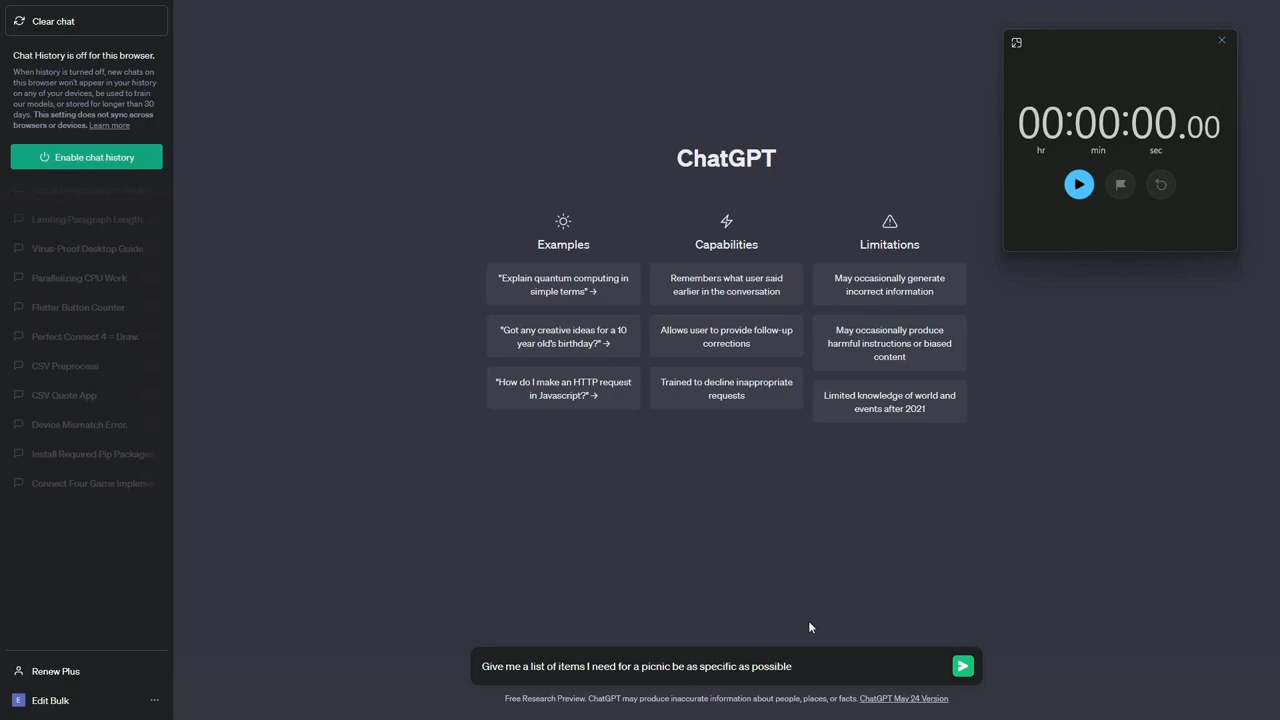 Clear chat
Chat History is off for this browser.
When history is turned off, new chats on
this browser won't appear in your history
on any of your devices, be used to train
our models, or stored for longer than 30
days. This setting does not sync across
browsers or devices. Learn more
Enable chat history
Limiting Paragraph Length.
Virus-Proof Desktop Guide
Parallelizing CPU Work
Flutter Button Counter
Perfect Connect 4 = Draw.
CSV Preprocess
CSV Quote App
Device Mismatch Error.
Install Required Pip Packages
Connect Four Game Impleme
Renew Plus
E
Edit Bulk
ChatGPT
Examples
"Explain quantum computing in
simple terms" →
"Got any creative ideas for a 10
year old's birthday?" →
"How do I make an HTTP request
in Javascript?" →
Capabilities
Remembers what user said
earlier in the conversation
Allows user to provide follow-up
corrections
Trained to decline inappropriate
requests
Limitations
May occasionally generate
incorrect information
May occasionally produce
harmful instructions or biased
content
Limited knowledge of world and
events after 2021
00:00:00.00
hr min sec
Give me a list of items I need for a picnic be as specific as possible
Free Research Preview. ChatGPT may produce inaccurate information about people, places, or facts. ChatGPT May 24 Version